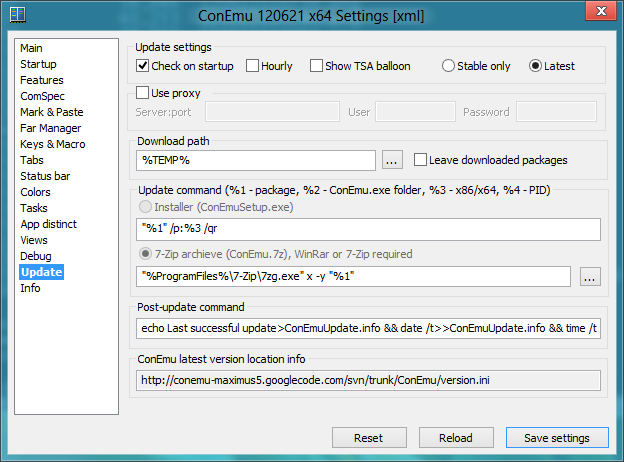 ConEmu 120621 x64 Settings [xml]
x
Main
Startup
Features
ComSpec
Mark & Paste
Far Manager
Keys & Macro
Tabs
Status bar
Colors
Tasks
App distinct
Views
Debug
Update
Info
Update settings
Check on startup Hourly Show TSA balloon Stable only Latest
Use proxy
Server:port User Password
Download path
%TEMP% ... Leave downloaded packages
Update command (%1 - package, %2 - ConEmu.exe folder, %3 - x86/x64, %4 - PID)
Installer (ConEmuSetup.exe)
"%1" /p:%3 /qr
7-Zip archieve (ConEmu.7z), WinRar or 7-Zip required
"%ProgramFiles%\7-Zip\7zg.exe" x -y "%1" ...
Post-update command
echo Last successful update>ConEmuUpdate.info && date /t>>ConEmuUpdate.info && time /t
ConEmu latest version location info
http://conemu-maximus5.googlecode.com/svn/trunk/ConEmu/version.ini
Reset Reload Save settings